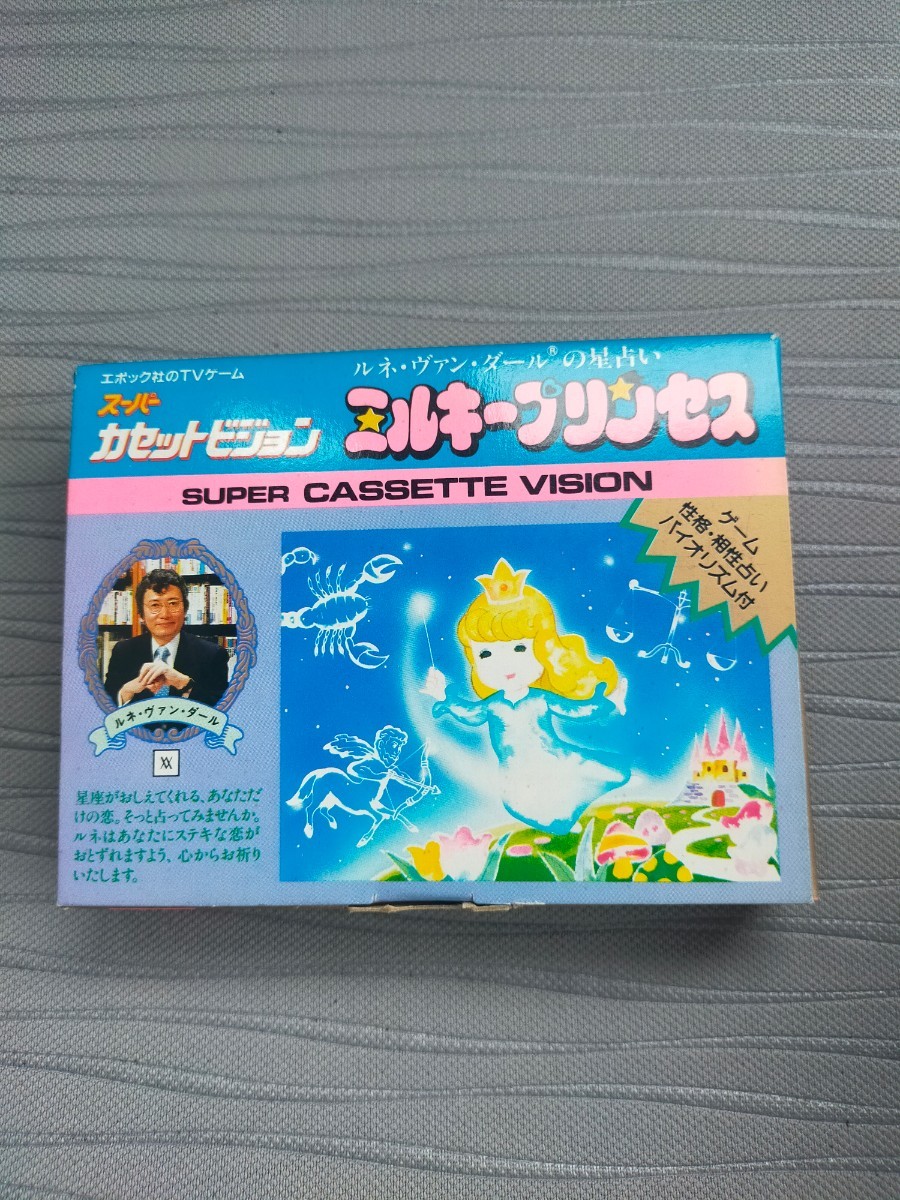 エポック社のTVゲーム
スーパー
カセットビジョン
ルネ・ヴァン・ダール®の星占い
ミルキープリンセス
SUPER CASSETTE VISION
ゲーム
性格・相性占い
バイオリズム付
ルネ・ヴァン・ダール
星座がおしえてくれる、あなただ
けの恋。そっと占ってみませんか。
ルネはあなたにステキな恋が
おとずれますよう、心からお祈り
いたします。